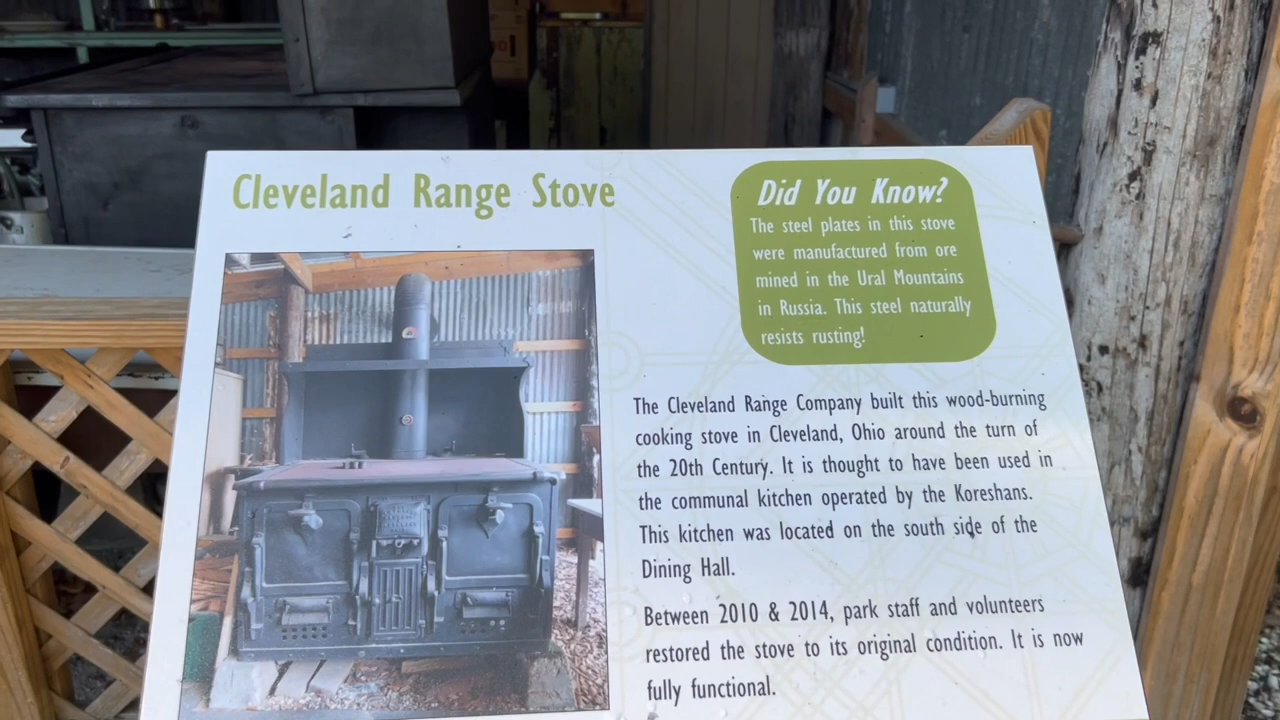 Cleveland Range Stove
Did You Know?
The steel plates in this stove
were manufactured from ore
mined in the Ural Mountains
in Russia. This steel naturally
resists rusting!
The Cleveland Range Company built this wood-burning
cooking stove in Cleveland, Ohio around the turn of
the 20th Century. It is thought to have been used in
the communal kitchen operated by the Koreshans.
This kitchen was located on the south side of the
Dining Hall.
Between 2010 & 2014, park staff and volunteers
restored the stove to its original condition. It is now
fully functional.